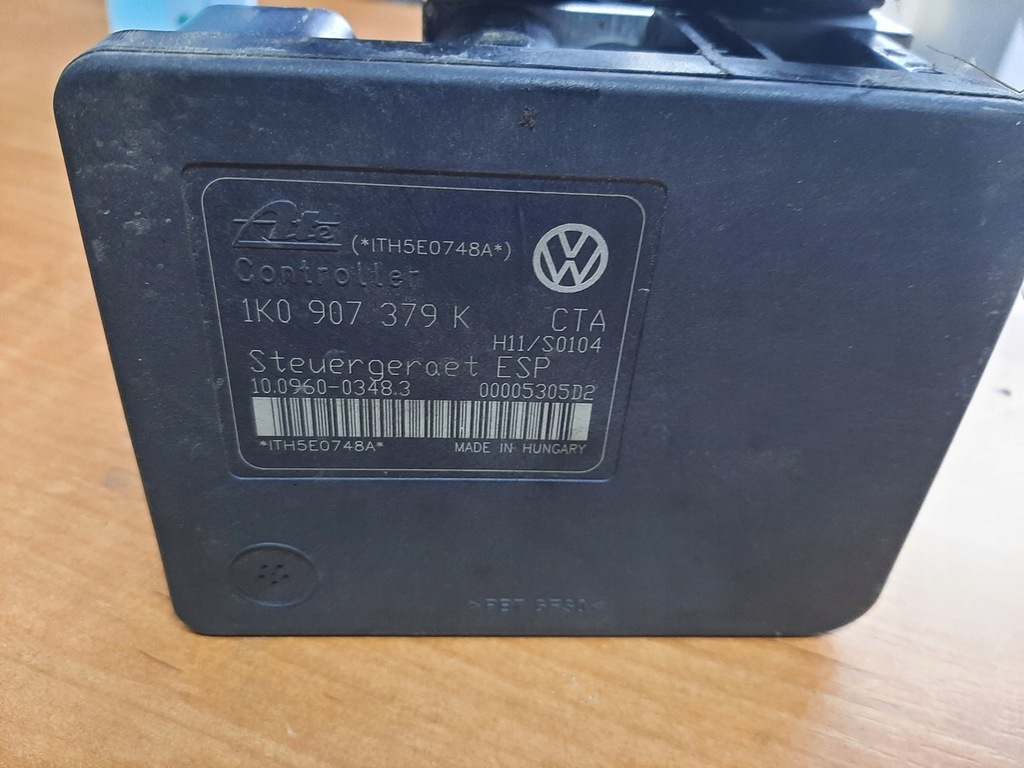 Ate
(*ITH5E0748A*)
Controller
1K0 907 379 K CTA
H11/S0104
Steuergeraet ESP
10.0960-0348.3 00005305D2
*ITH5E0748A* MADE IN HUNGARY